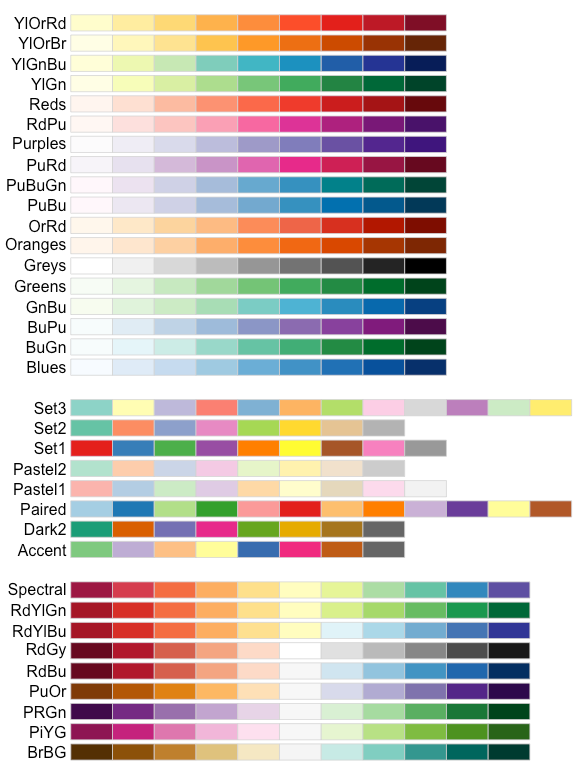 YlOrRd
YlOrBr
YlGnBu
YlGn
Reds
RdPu
Purples
PuRd
PuBuGn
PuBu
OrRd
Oranges
Greys
Greens
GnBu
BuPu
BuGn
Blues
Set3
Set2
Set1
Pastel2
Pastel1
Paired
Dark2
Accent
Spectral
RdYlGn
RdYlBu
RdGy
RdBu
PuOr
PRGn
PiYG
BrBG